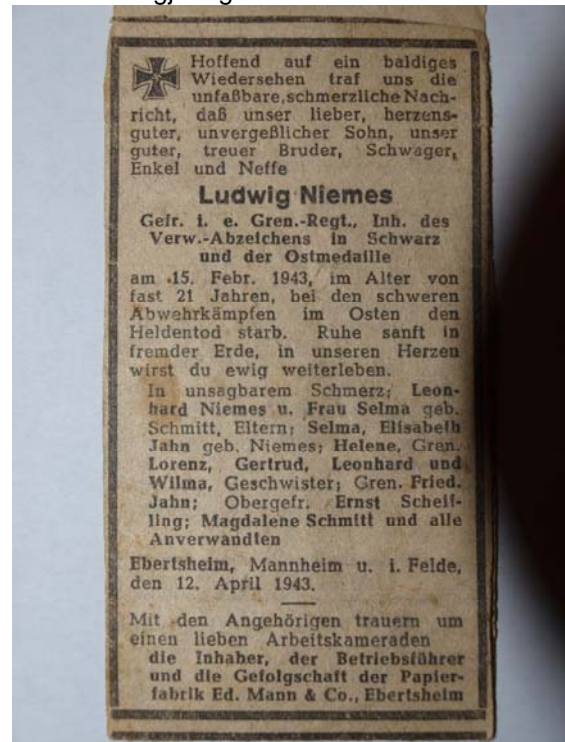 Hoffend auf ein baldiges
Wiedersehen traf uns die
unfaßbare, schmerzliche Nach-
richt, daß unser lieber, herzens-
guter, unvergeßlicher Sohn, unser
guter, treuer Bruder, Schwager,
Enkel und Neffe
Ludwig Niemes
Gefr. i. e. Gren.-Regt., Inh. des
Verw.-Abzeichens in Schwarz
und der Ostmedaille
am 15. Febr. 1943, im Alter von
fast 21 Jahren, bei den schweren
Abwehrkämpfen im Osten den
Heldentod starb. Ruhe sanft in
fremder Erde, in unseren Herzen
wirst du ewig weiterleben.
In unsagbarem Schmerz: Leon-
hard Niemes u. Frau Selma geb.
Schmitt, Eltern; Selma, Elisabeth
Jahn geb. Niemes; Helene, Gren.
Lorenz, Gertrud, Leonhard und
Wilma, Geschwister; Gren. Fried.
Jahn; Obergefr. Ernst Scheif-
ling; Magdalene Schmitt und alle
Anverwandten
Ebertsheim, Mannheim u. i. Felde,
den 12. April 1943.
Mit den Angehörigen trauern um
einen lieben Arbeitskameraden
die Inhaber, der Betriebsführer
und die Gefolgschaft der Papier-
fabrik Ed. Mann & Co., Ebertsheim